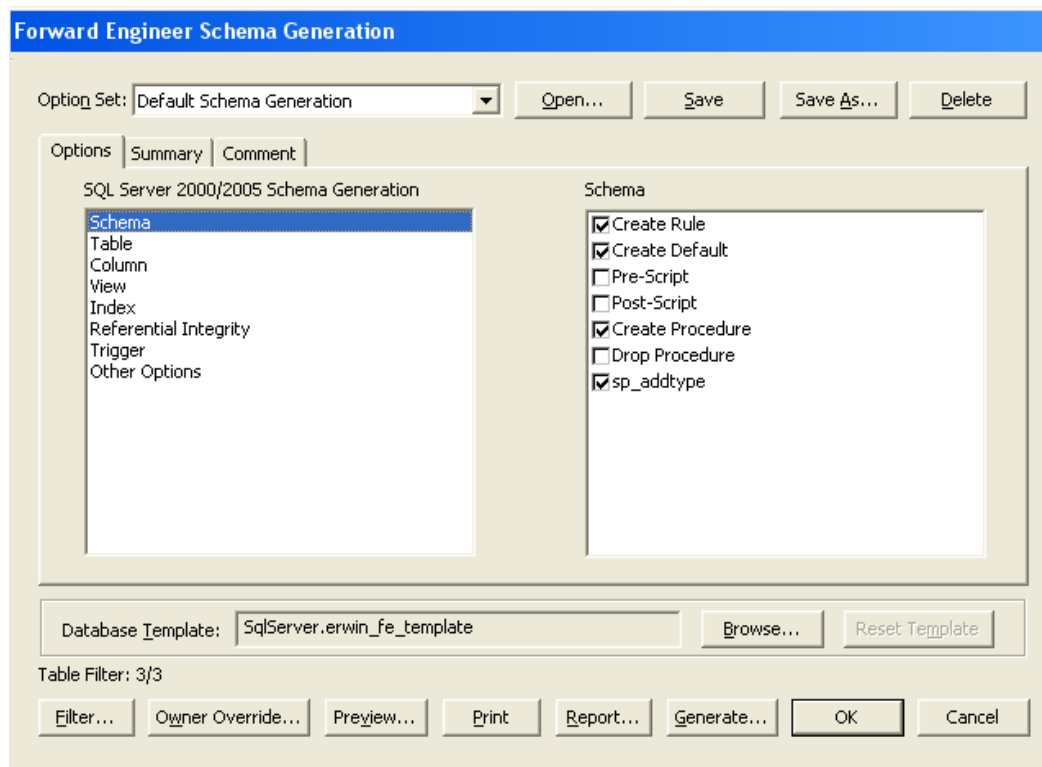 Forward Engineer Schema Generation
Option Set: Default Schema Generation Open... Save Save As... Delete
Options Summary Comment
SQL Server 2000/2005 Schema Generation
Schema
Table
Column
View
Index
Referential Integrity
Trigger
Other Options
Schema
Create Rule
Create Default
Pre-Script
Post-Script
Create Procedure
Drop Procedure
sp_addtype
Database Template: SqlServer.erwin_fe_template Browse... Reset Template
Table Filter: 3/3
Filter... Owner Override... Preview... Print Report... Generate... OK Cancel